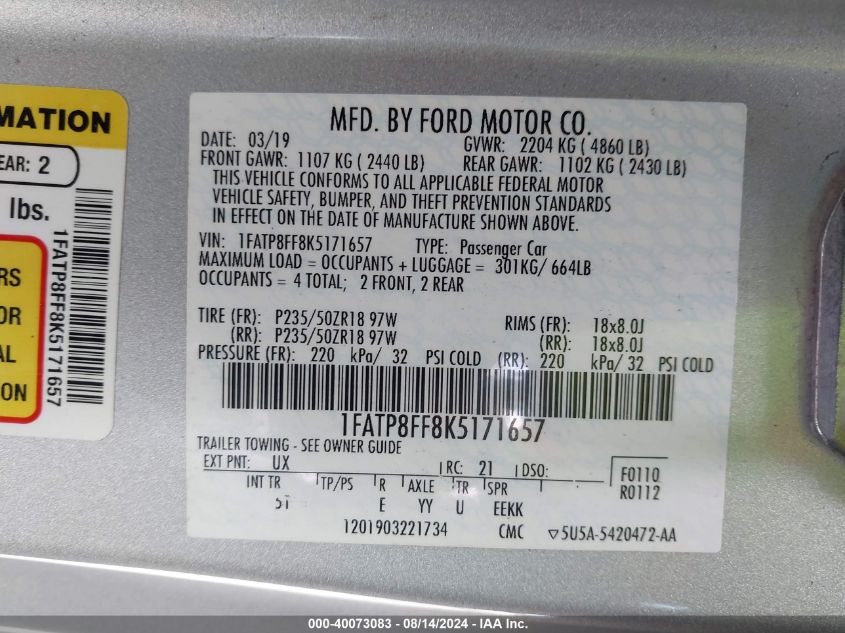 MATION
EAR: 2
lbs.
RS
OR
AL
ION
1FATP8FF8K5171657
MFD. BY FORD MOTOR CO.
DATE: 03/19 GVWR: 2204 KG ( 4860 LB)
FRONT GAWR: 1107 KG ( 2440 LB) REAR GAWR: 1102 KG ( 2430 LB)
THIS VEHICLE CONFORMS TO ALL APPLICABLE FEDERAL MOTOR
VEHICLE SAFETY, BUMPER, AND THEFT PREVENTION STANDARDS
IN EFFECT ON THE DATE OF MANUFACTURE SHOWN ABOVE.
VIN: 1FATP8FF8K5171657 TYPE: Passenger Car
MAXIMUM LOAD = OCCUPANTS + LUGGAGE = 301KG/ 664LB
OCCUPANTS = 4 TOTAL; 2 FRONT, 2 REAR
TIRE (FR): P235/50ZR18 97W RIMS (FR): 18x8.0J
(RR): P235/50ZR18 97W (RR): 18x8.0J
PRESSURE (FR): 220 kPa/ 32 PSI COLD (RR): 220 kPa/ 32 PSI COLD
1FATP8FF8K5171657
TRAILER TOWING - SEE OWNER GUIDE
EXT PNT: UX RC: 21 DSO: F0110
INT TR TP/PS R AXLE TR SPR R0112
5T E YY U EEKK
1201903221734 CMC ▽5U5A-5420472-AA
000-40073083 - 08/14/2024 - IAA Inc.